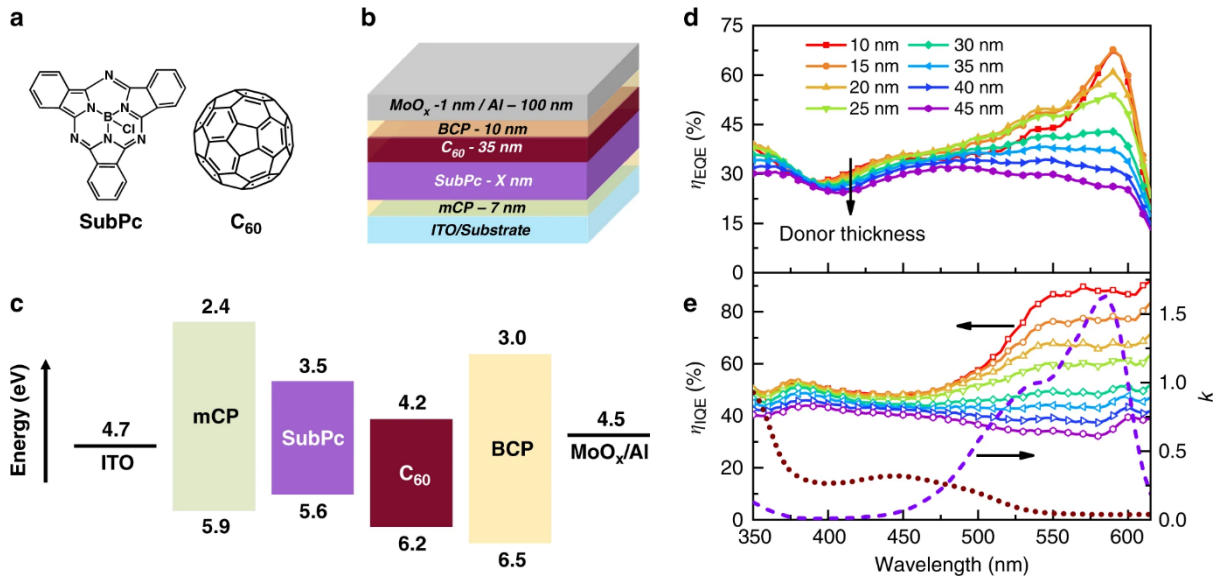 a
N
N
N
B
Cl
N
N
N
SubPc
C60
b
MoOx -1 nm / Al – 100 nm
BCP - 10 nm
C60 - 35 nm
SubPc - X nm
mCP – 7 nm
ITO/Substrate
c
Energy (eV)
4.7
ITO
2.4
mCP
5.9
3.5
SubPc
5.6
4.2
C60
6.2
3.0
BCP
6.5
4.5
MoOx/Al
d
ηEQE (%)
75
60
45
30
15
0
10 nm
15 nm
20 nm
25 nm
30 nm
35 nm
40 nm
45 nm
Donor thickness
e
ηIQE (%)
80
60
40
20
0
1.5
1.0
0.5
0.0
k
350 400 450 500 550 600
Wavelength (nm)